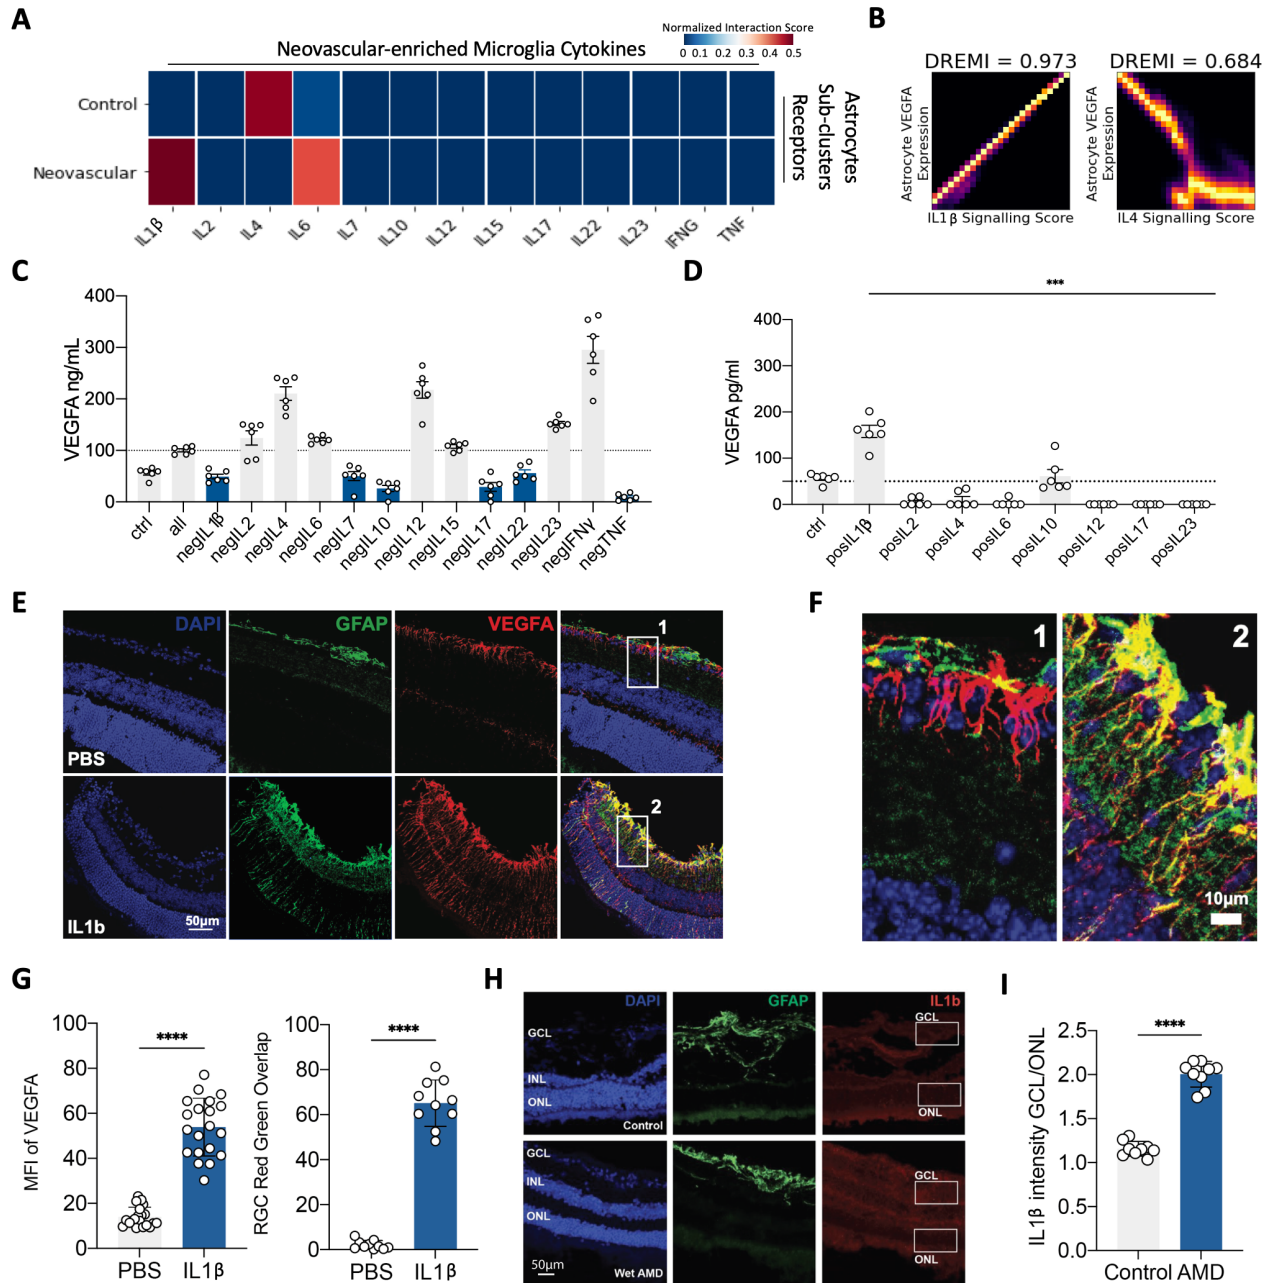 A
Neovascular-enriched Microglia Cytokines
Normalized Interaction Score
0 0.1 0.2 0.3 0.4 0.5
Control
Neovascular
Astrocytes
Sub-clusters
Receptors
IL1β IL2 IL4 IL6 IL7 IL10 IL12 IL15 IL17 IL22 IL23 IFNG TNF
B
DREMI = 0.973
Astrocyte VEGFA
Expression
IL1β Signalling Score
DREMI = 0.684
Astrocyte VEGFA
Expression
IL4 Signalling Score
C
VEGFA ng/mL
400
300
200
100
0
ctrl all negIL1β negIL2 negIL4 negIL6 negIL7 negIL10 negIL12 negIL15 negIL17 negIL22 negIL23 negIFNγ negTNF
D
***
VEGFA pg/ml
400
300
200
100
0
ctrl posIL1β posIL2 posIL4 posIL6 posIL10 posIL12 posIL17 posIL23
E
DAPI GFAP VEGFA 1
PBS
2
IL1b 50µm
F
1 2
10µm
G
MFI of VEGFA
100
80
60
40
20
0
****
PBS IL1β
RGC Red Green Overlap
100
80
60
40
20
0
****
PBS IL1β
H
DAPI GFAP IL1b
GCL
INL
ONL
Control
GCL
ONL
GCL
INL
ONL
50µm Wet AMD
GCL
ONL
I
IL1β intensity GCL/ONL
2.5
2.0
1.5
1.0
0.5
0.0
****
Control AMD